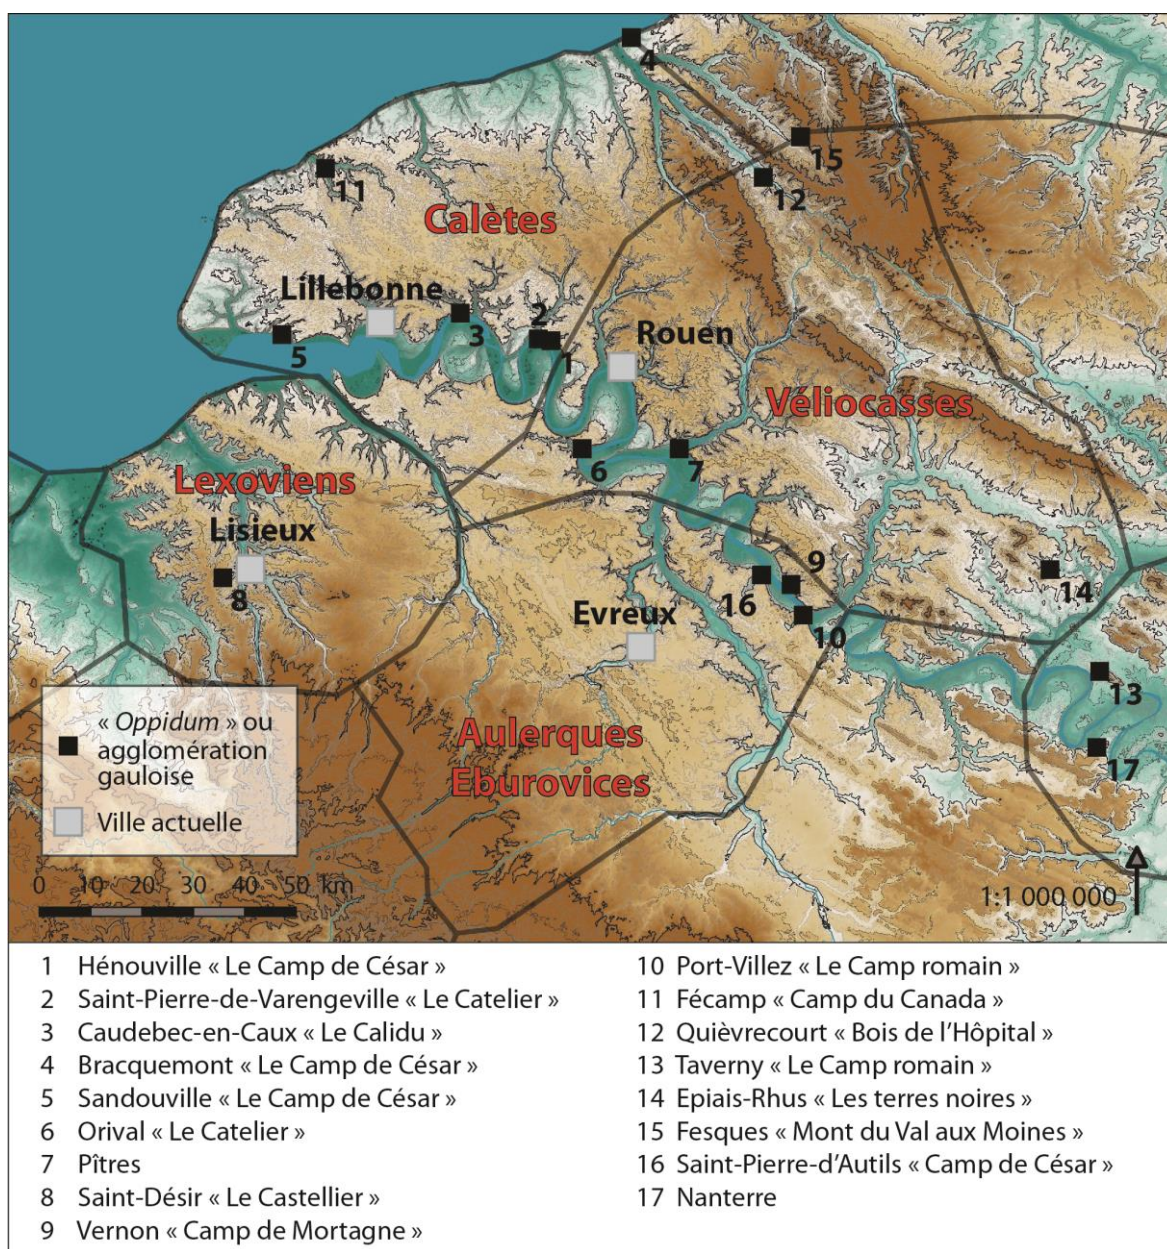 4
15
12
11
Calètes
Lillebonne
2
3
1
5
Rouen
Véliocasses
6
7
Lexoviens
Lisieux
8
9
16
14
Evreux
10
13
17
Aulerques
Eburovices
« Oppidum » ou
agglomération
gauloise
Ville actuelle
0 10 20 30 40 50 km
1:1 000 000
1 Hénouville « Le Camp de César »
2 Saint-Pierre-de-Varengeville « Le Catelier »
3 Caudebec-en-Caux « Le Calidu »
4 Bracquemont « Le Camp de César »
5 Sandouville « Le Camp de César »
6 Orival « Le Catelier »
7 Pîtres
8 Saint-Désir « Le Castellier »
9 Vernon « Camp de Mortagne »
10 Port-Villez « Le Camp romain »
11 Fécamp « Camp du Canada »
12 Quièvrecourt « Bois de l’Hôpital »
13 Taverny « Le Camp romain »
14 Epiais-Rhus « Les terres noires »
15 Fesques « Mont du Val aux Moines »
16 Saint-Pierre-d’Autils « Camp de César »
17 Nanterre